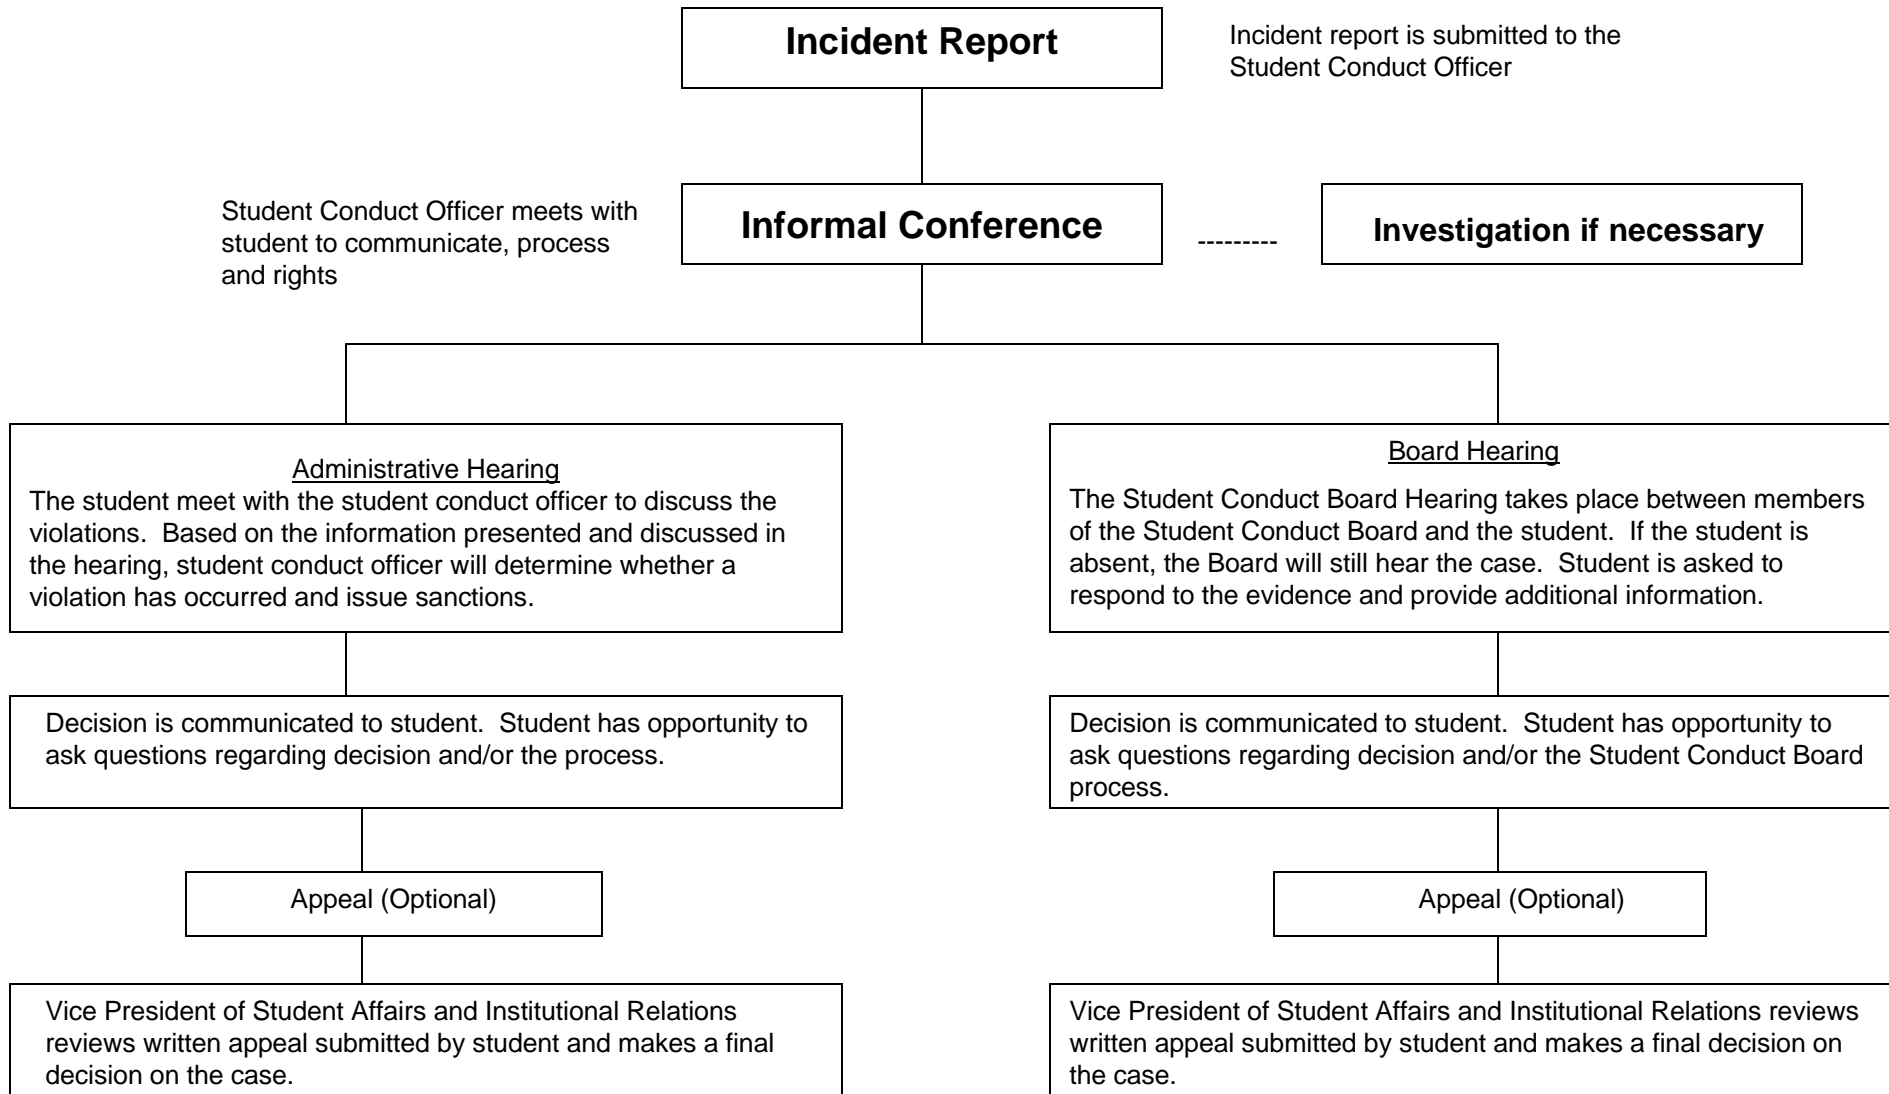 Incident Report
Incident report is submitted to the
Student Conduct Officer
Student Conduct Officer meets with
student to communicate, process
and rights
Informal Conference
---------
Investigation if necessary
Administrative Hearing
The student meet with the student conduct officer to discuss the
violations.  Based on the information presented and discussed in
the hearing, student conduct officer will determine whether a
violation has occurred and issue sanctions.
Board Hearing
The Student Conduct Board Hearing takes place between members
of the Student Conduct Board and the student.  If the student is
absent, the Board will still hear the case.  Student is asked to
respond to the evidence and provide additional information.
Decision is communicated to student.  Student has opportunity to
ask questions regarding decision and/or the process.
Decision is communicated to student.  Student has opportunity to
ask questions regarding decision and/or the Student Conduct Board
process.
Appeal (Optional)
Appeal (Optional)
Vice President of Student Affairs and Institutional Relations
reviews written appeal submitted by student and makes a final
decision on the case.
Vice President of Student Affairs and Institutional Relations reviews
written appeal submitted by student and makes a final decision on
the case.